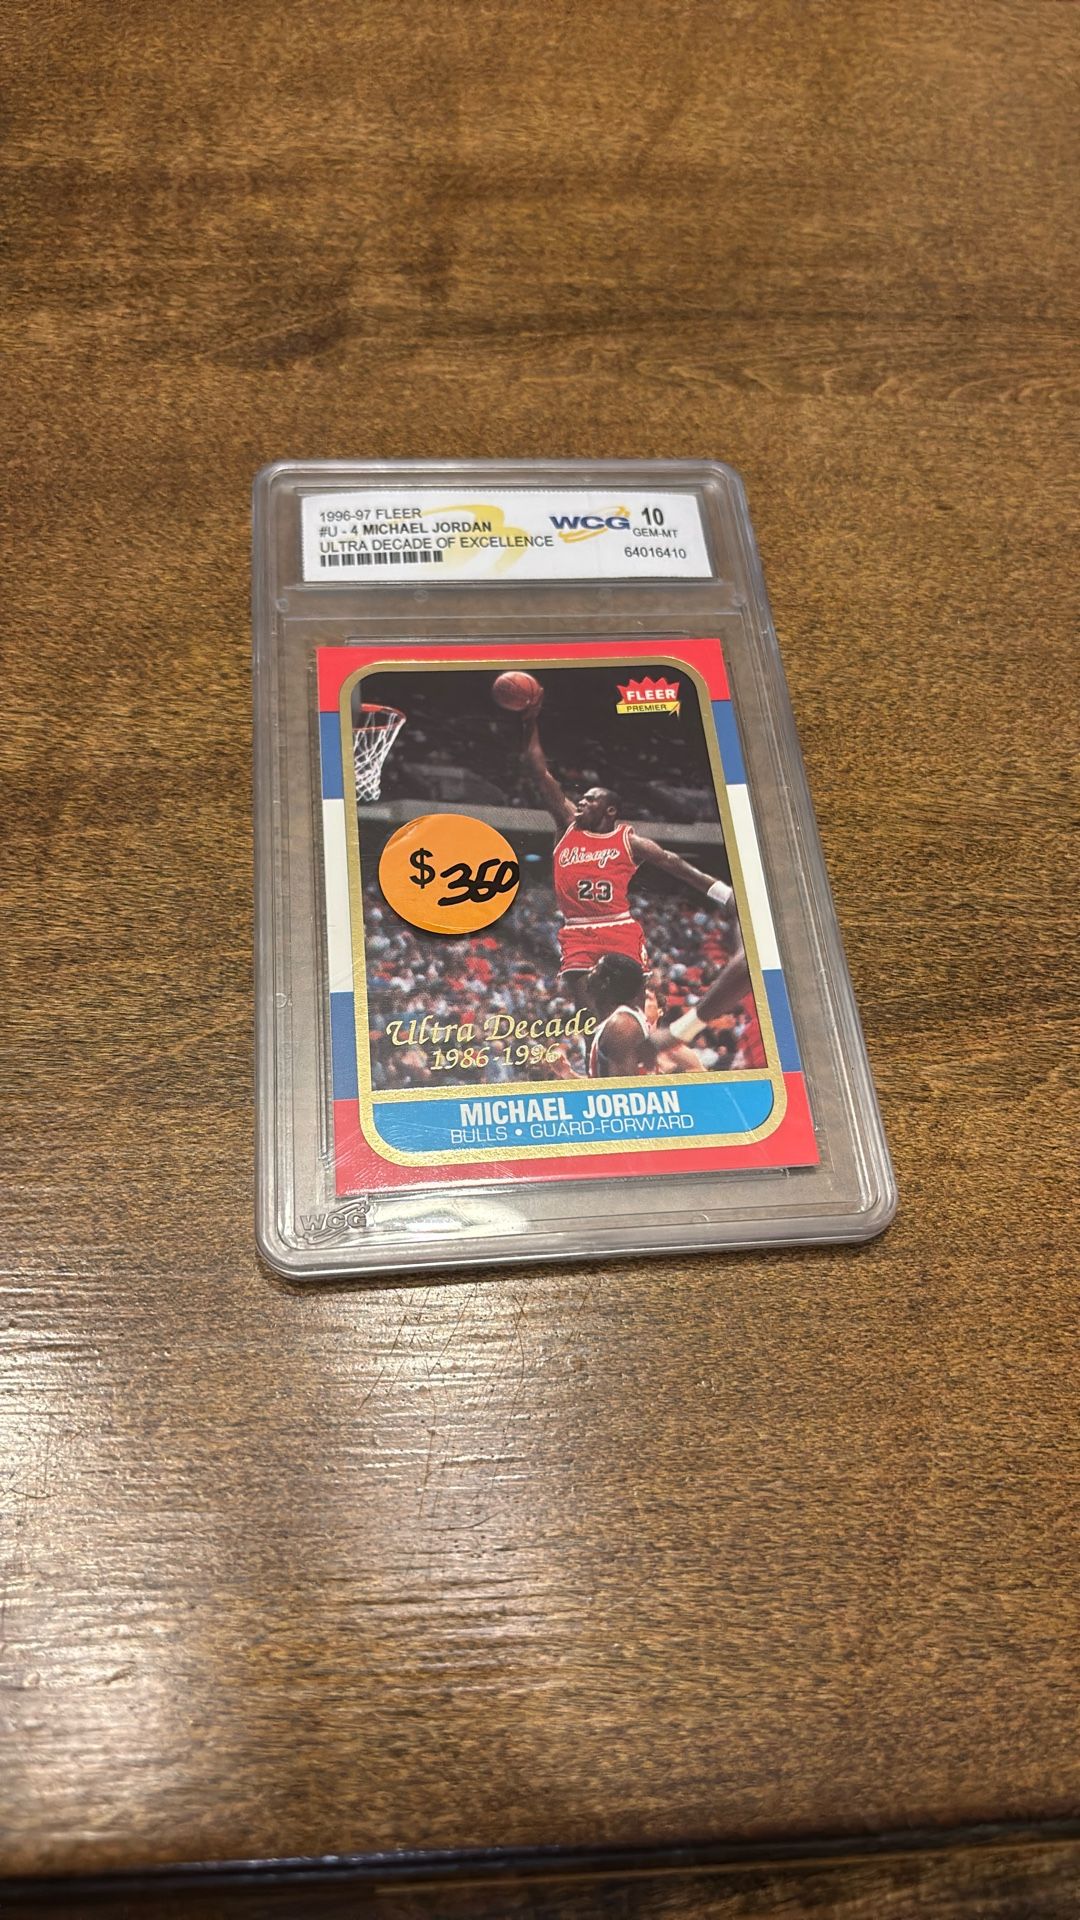 1996-97 FLEER
#U - 4 MICHAEL JORDAN
ULTRA DECADE OF EXCELLENCE
WCG 10
GEM-MT
64016410
FLEER
PREMIER
$360
Chicago
23
Ultra Decade
1986-1996
MICHAEL JORDAN
BULLS • GUARD-FORWARD
WCG